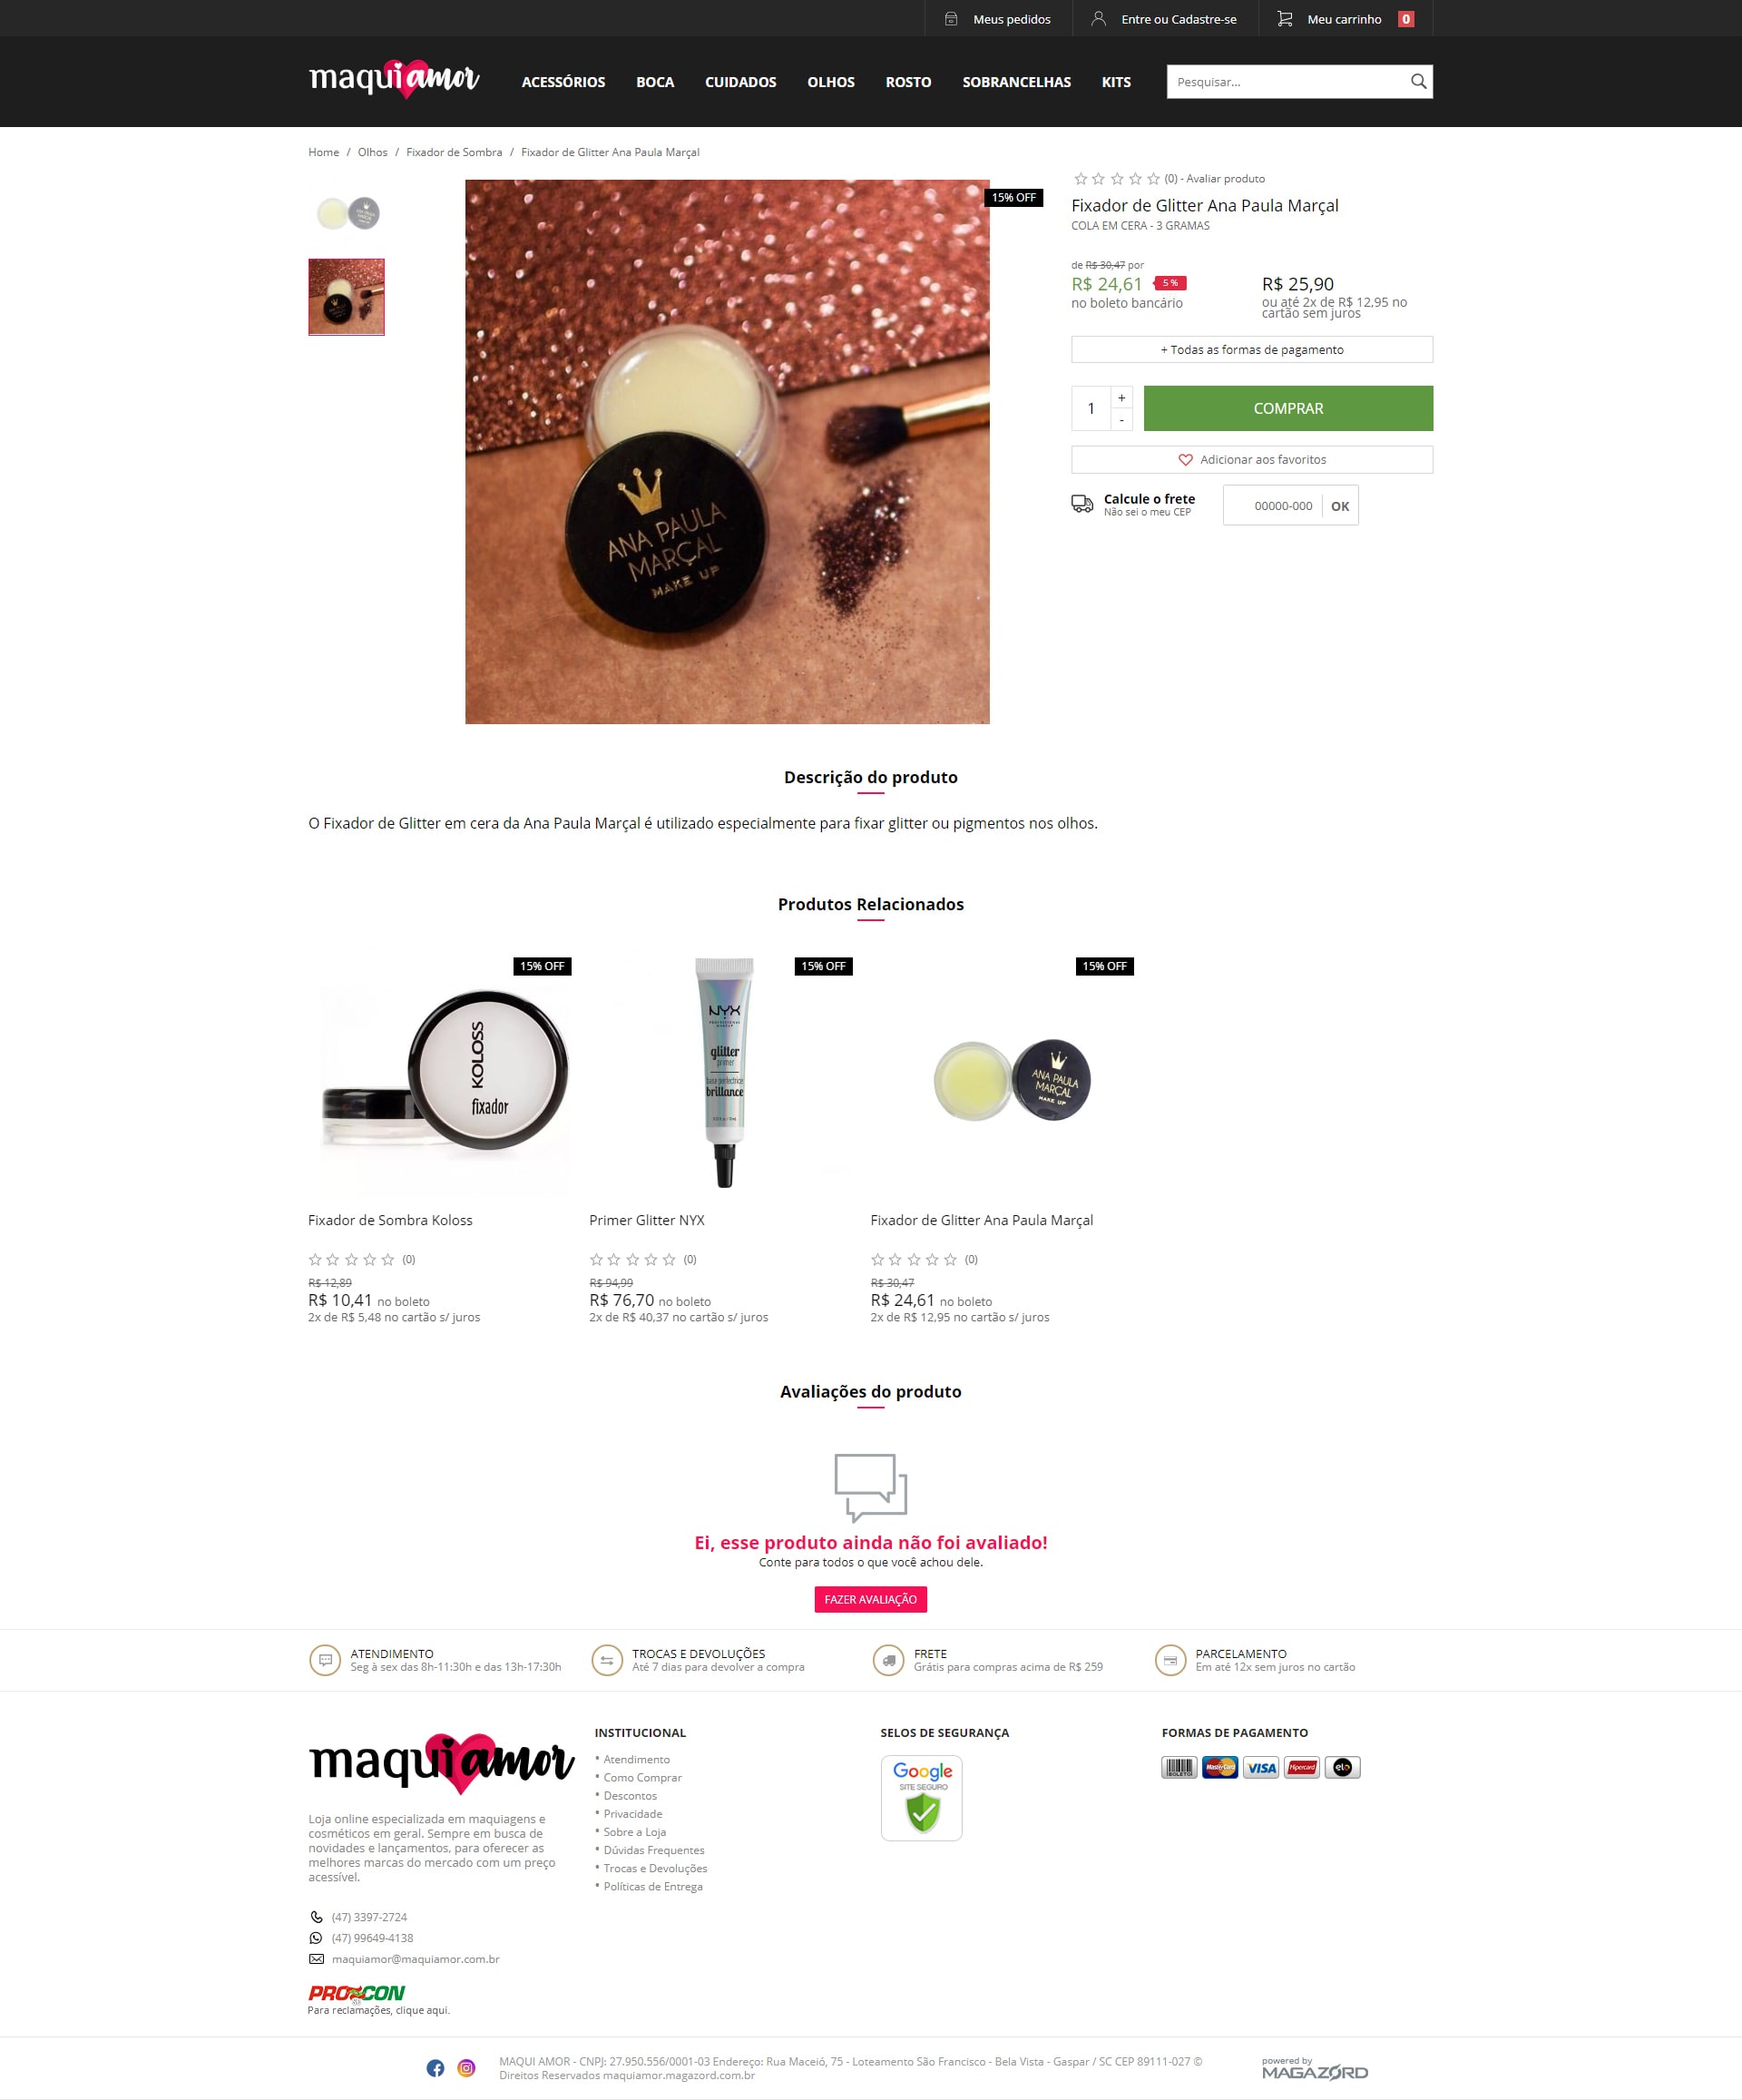 Meus pedidos
Entre ou Cadastre-se
Meu carrinho 0
maquiamor
ACESSÓRIOS BOCA CUIDADOS OLHOS ROSTO SOBRANCELHAS KITS
Pesquisar...
Home / Olhos / Fixador de Sombra / Fixador de Glitter Ana Paula Marçal
15% OFF
ANA PAULA
MARÇAL
MAKE UP
(0) - Avaliar produto
Fixador de Glitter Ana Paula Marçal
COLA EM CERA - 3 GRAMAS
de R$ 30,47 por
R$ 24,61 5 %
no boleto bancário
R$ 25,90
ou até 2x de R$ 12,95 no
cartão sem juros
+ Todas as formas de pagamento
1 + -
COMPRAR
Adicionar aos favoritos
Calcule o frete
Não sei o meu CEP
00000-000 OK
Descrição do produto
O Fixador de Glitter em cera da Ana Paula Marçal é utilizado especialmente para fixar glitter ou pigmentos nos olhos.
Produtos Relacionados
15% OFF
KOLOSS
fixador
Fixador de Sombra Koloss
(0)
R$ 12,89
R$ 10,41 no boleto
2x de R$ 5,48 no cartão s/ juros
15% OFF
NYX
glitter
primer
brillance
Primer Glitter NYX
(0)
R$ 94,99
R$ 76,70 no boleto
2x de R$ 40,37 no cartão s/ juros
15% OFF
ANA PAULA
MARÇAL
MAKE UP
Fixador de Glitter Ana Paula Marçal
(0)
R$ 30,47
R$ 24,61 no boleto
2x de R$ 12,95 no cartão s/ juros
Avaliações do produto
Ei, esse produto ainda não foi avaliado!
Conte para todos o que você achou dele.
FAZER AVALIAÇÃO
ATENDIMENTO
Seg à sex das 8h-11:30h e das 13h-17:30h
TROCAS E DEVOLUÇÕES
Até 7 dias para devolver a compra
FRETE
Grátis para compras acima de R$ 259
PARCELAMENTO
Em até 12x sem juros no cartão
maquiamor
Loja online especializada em maquiagens e
cosméticos em geral. Sempre em busca de
novidades e lançamentos, para oferecer as
melhores marcas do mercado com um preço
acessível.
(47) 3397-2724
(47) 99649-4138
maquiamor@maquiamor.com.br
PROCON
Para reclamações, clique aqui.
INSTITUCIONAL
• Atendimento
• Como Comprar
• Descontos
• Privacidade
• Sobre a Loja
• Dúvidas Frequentes
• Trocas e Devoluções
• Políticas de Entrega
SELOS DE SEGURANÇA
Google
SITE SEGURO
FORMAS DE PAGAMENTO
BOLETO MasterCard VISA Hipercard elo
MAQUI AMOR - CNPJ: 27.950.556/0001-03 Endereço: Rua Maceió, 75 - Loteamento São Francisco - Bela Vista - Gaspar / SC CEP 89111-027 ©
Direitos Reservados maquiamor.magazord.com.br
powered by
MAGAZORD